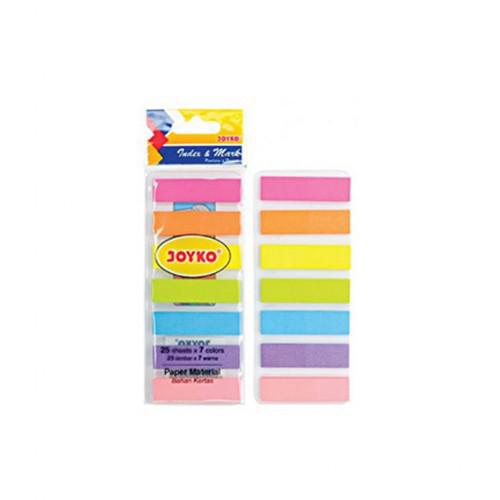 JOYKO
Index & Mark
JOYKO
25 sheets x 7 colors
25 lembar x 7 warna
Paper Material
Bahan Kertas